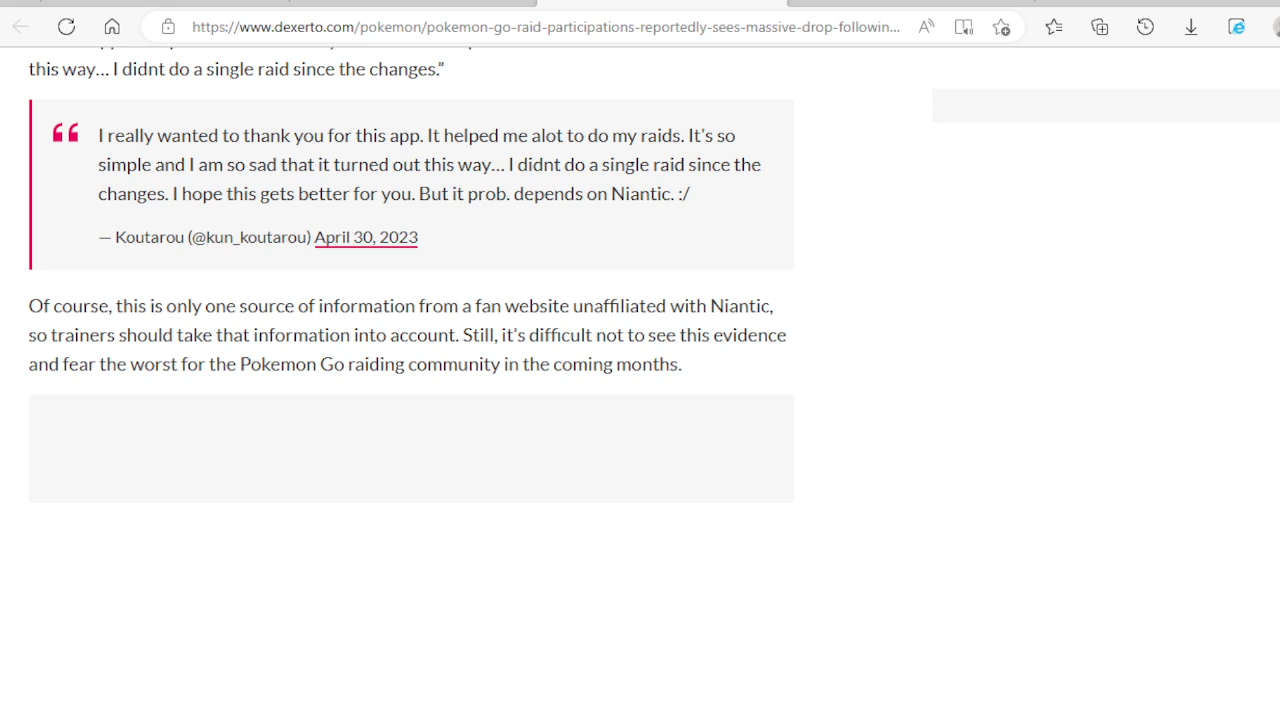 https://www.dexerto.com/pokemon/pokemon-go-raid-participations-reportedly-sees-massive-drop-followin...
this way… I didnt do a single raid since the changes.”
I really wanted to thank you for this app. It helped me alot to do my raids. It's so
simple and I am so sad that it turned out this way… I didnt do a single raid since the
changes. I hope this gets better for you. But it prob. depends on Niantic. :/
— Koutarou (@kun_koutarou) April 30, 2023
Of course, this is only one source of information from a fan website unaffiliated with Niantic,
so trainers should take that information into account. Still, it’s difficult not to see this evidence
and fear the worst for the Pokemon Go raiding community in the coming months.